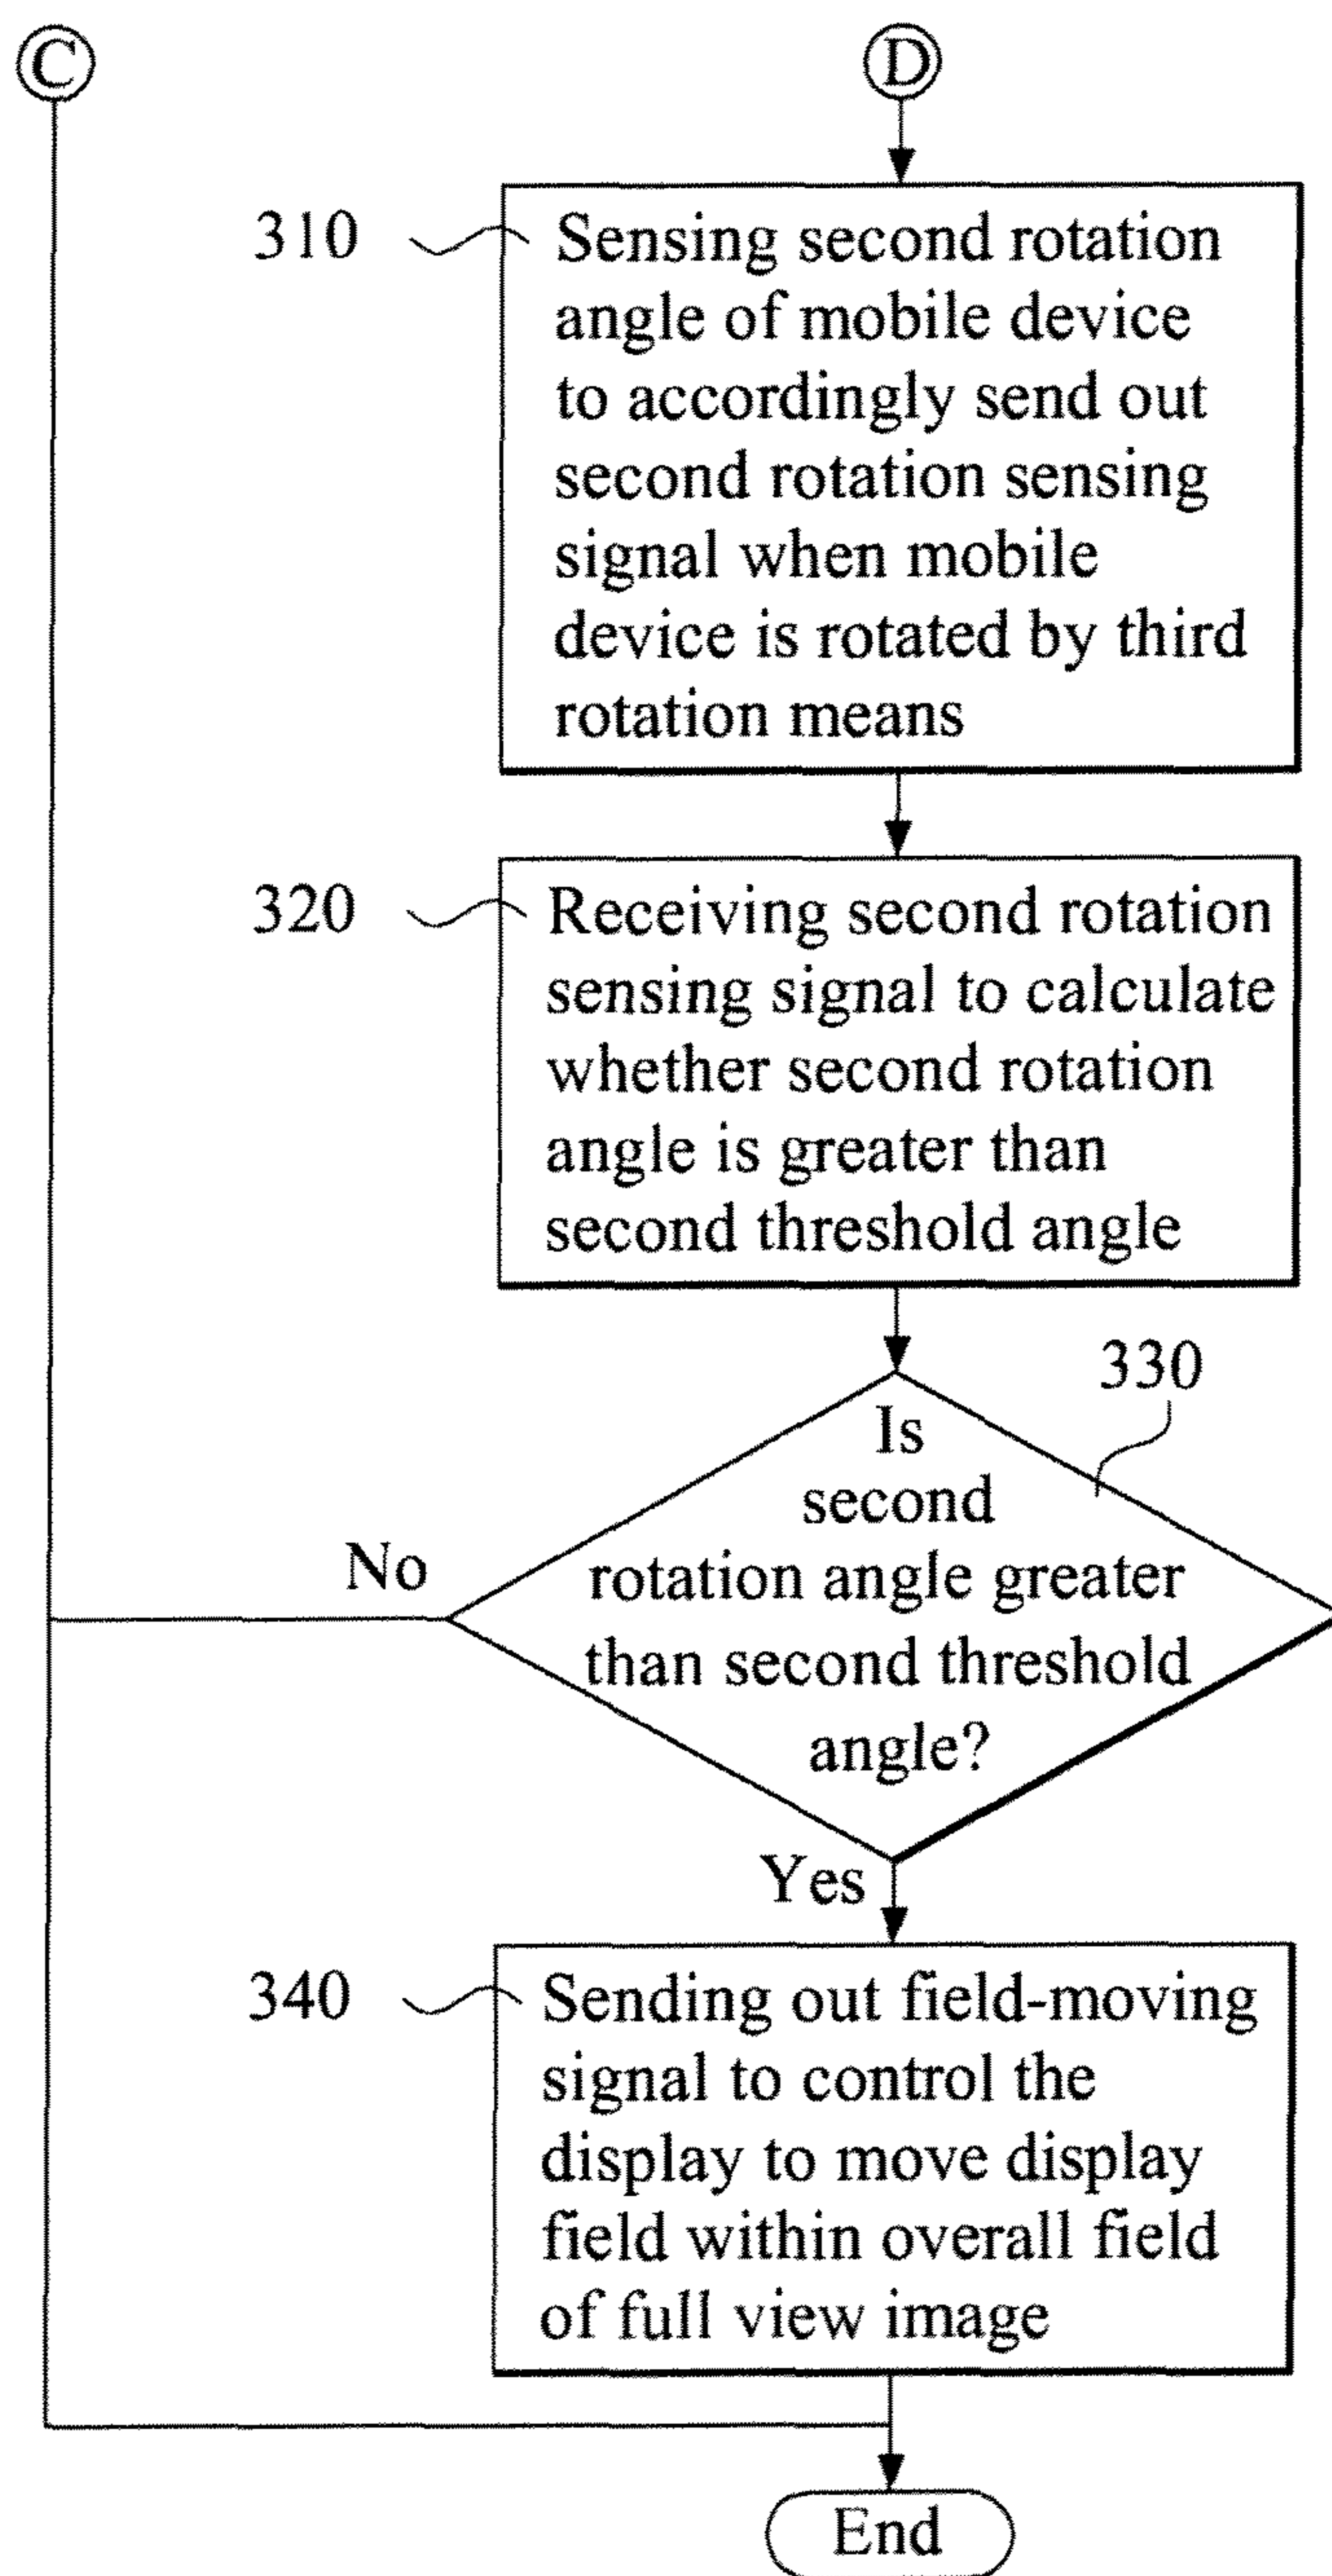 C
D
310
Sensing second rotation
angle of mobile device
to accordingly send out
second rotation sensing
signal when mobile
device is rotated by third
rotation means
320
Receiving second rotation
sensing signal to calculate
whether second rotation
angle is greater than
second threshold angle
330
Is
second
rotation angle greater
than second threshold
angle?
No
Yes
340
Sending out field-moving
signal to control the
display to move display
field within overall field
of full view image
End